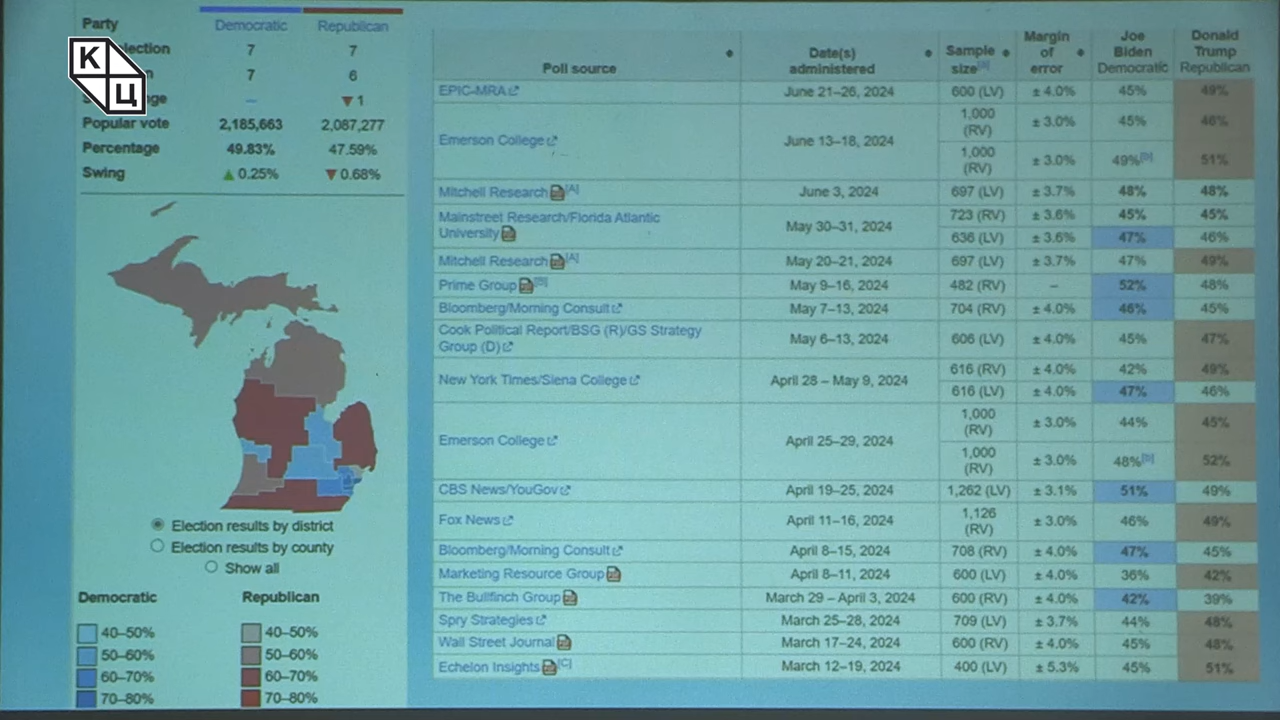 К
Ц
Party
Democratic Republican
7 7
7 6
1
Popular vote 2,185,663 2,087,277
Percentage 49.83% 47.59%
Swing 0.25% 0.68%
Election results by district
Election results by county
Show all
Democratic Republican
40–50% 40–50%
50–60% 50–60%
60–70% 60–70%
70–80% 70–80%
Poll source Date(s) administered Sample size[a] Margin of error Joe Biden Democratic Donald Trump Republican
EPIC-MRA June 21–26, 2024 600 (LV) ± 4.0% 45% 49%
Emerson College June 13–18, 2024 1,000 (RV) ± 3.0% 45% 46%
1,000 (RV) ± 3.0% 49%[b] 51%
Mitchell Research[A] June 3, 2024 697 (LV) ± 3.7% 48% 48%
Mainstreet Research/Florida Atlantic University May 30–31, 2024 723 (RV) ± 3.6% 45% 45%
636 (LV) ± 3.6% 47% 46%
Mitchell Research[A] May 20–21, 2024 697 (LV) ± 3.7% 47% 49%
Prime Group[B] May 9–16, 2024 482 (RV) – 52% 48%
Bloomberg/Morning Consult May 7–13, 2024 704 (RV) ± 4.0% 46% 45%
Cook Political Report/BSG (R)/GS Strategy Group (D) May 6–13, 2024 606 (LV) ± 4.0% 45% 47%
New York Times/Siena College April 28 – May 9, 2024 616 (RV) ± 4.0% 42% 49%
616 (LV) ± 4.0% 47% 46%
Emerson College April 25–29, 2024 1,000 (RV) ± 3.0% 44% 45%
1,000 (RV) ± 3.0% 48%[b] 52%
CBS News/YouGov April 19–25, 2024 1,262 (LV) ± 3.1% 51% 49%
Fox News April 11–16, 2024 1,126 (RV) ± 3.0% 46% 49%
Bloomberg/Morning Consult April 8–15, 2024 708 (RV) ± 4.0% 47% 45%
Marketing Resource Group April 8–11, 2024 600 (LV) ± 4.0% 36% 42%
The Bullfinch Group March 29 – April 3, 2024 600 (RV) ± 4.0% 42% 39%
Spry Strategies March 25–28, 2024 709 (LV) ± 3.7% 44% 48%
Wall Street Journal March 17–24, 2024 600 (RV) ± 4.0% 45% 48%
Echelon Insights[C] March 12–19, 2024 400 (LV) ± 5.3% 45% 51%